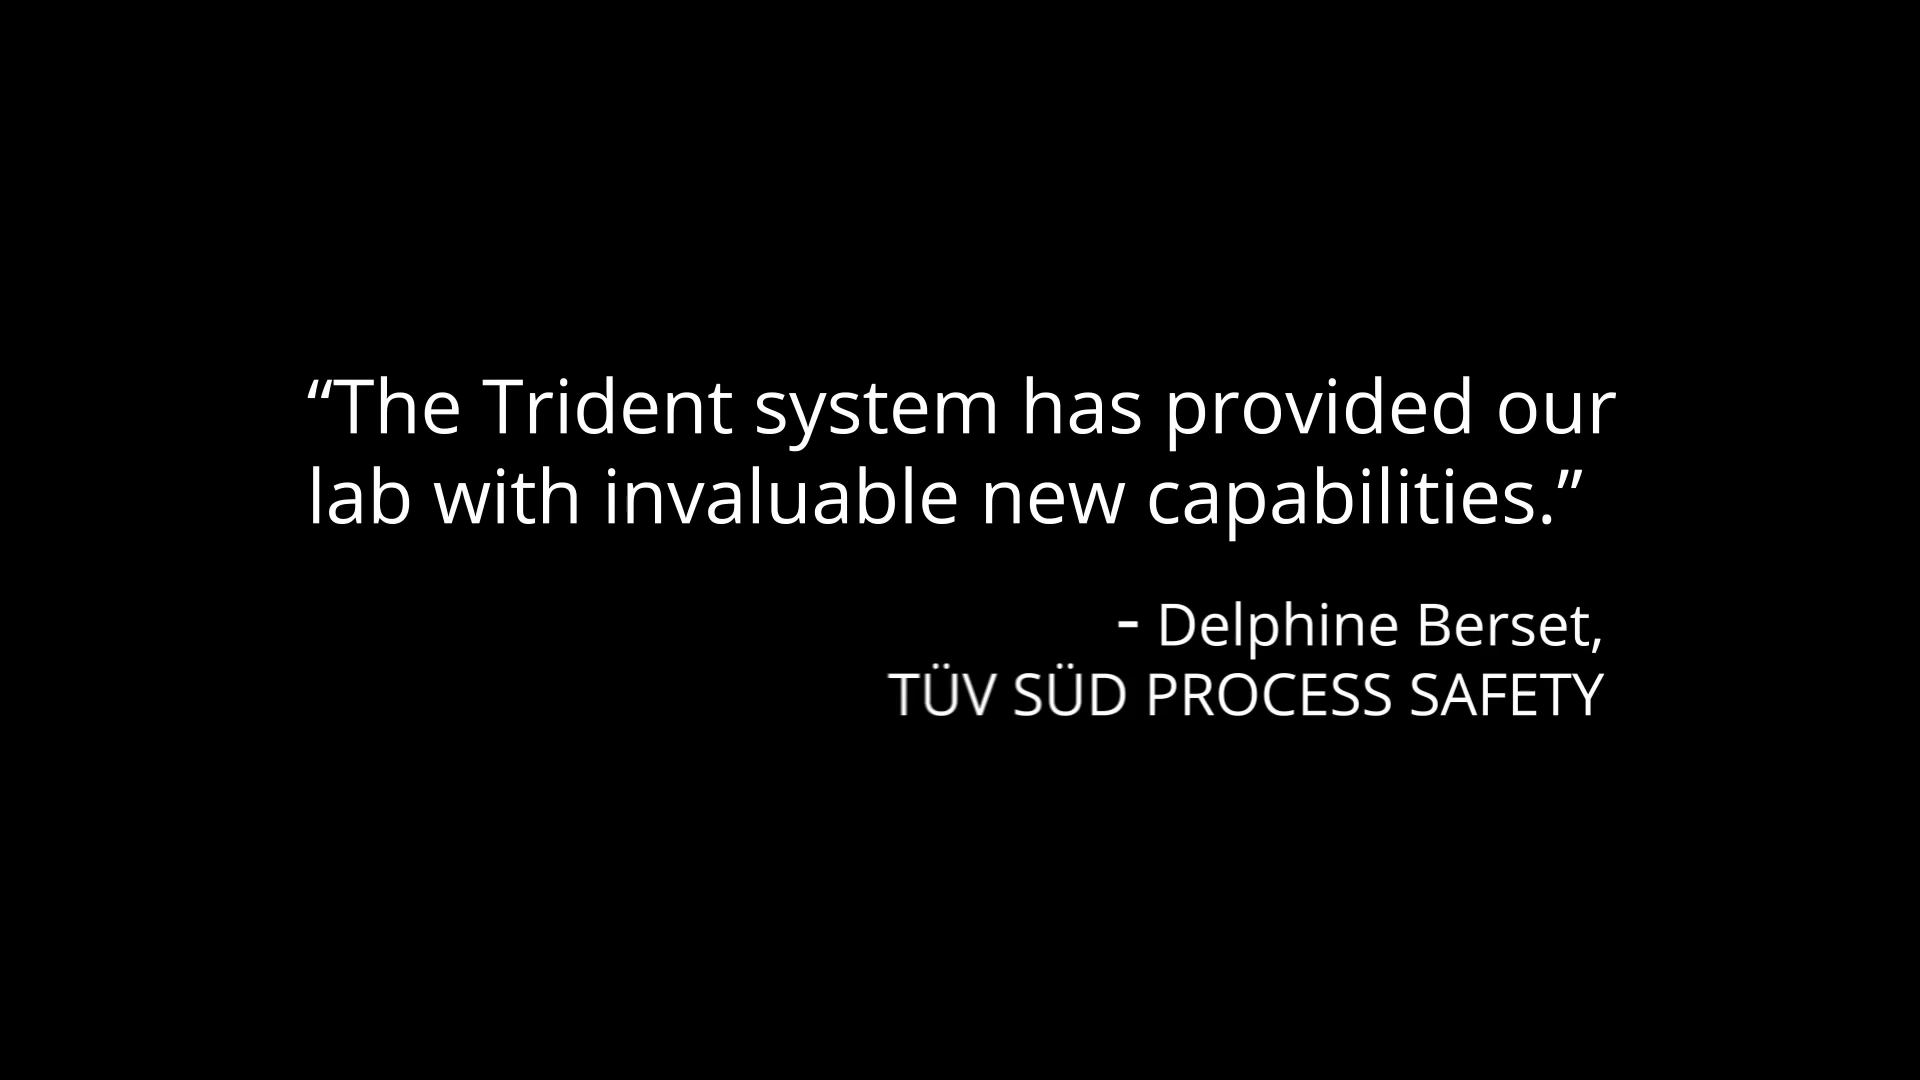 “The Trident system has provided our
lab with invaluable new capabilities.”
- Delphine Berset,
TÜV SÜD PROCESS SAFETY